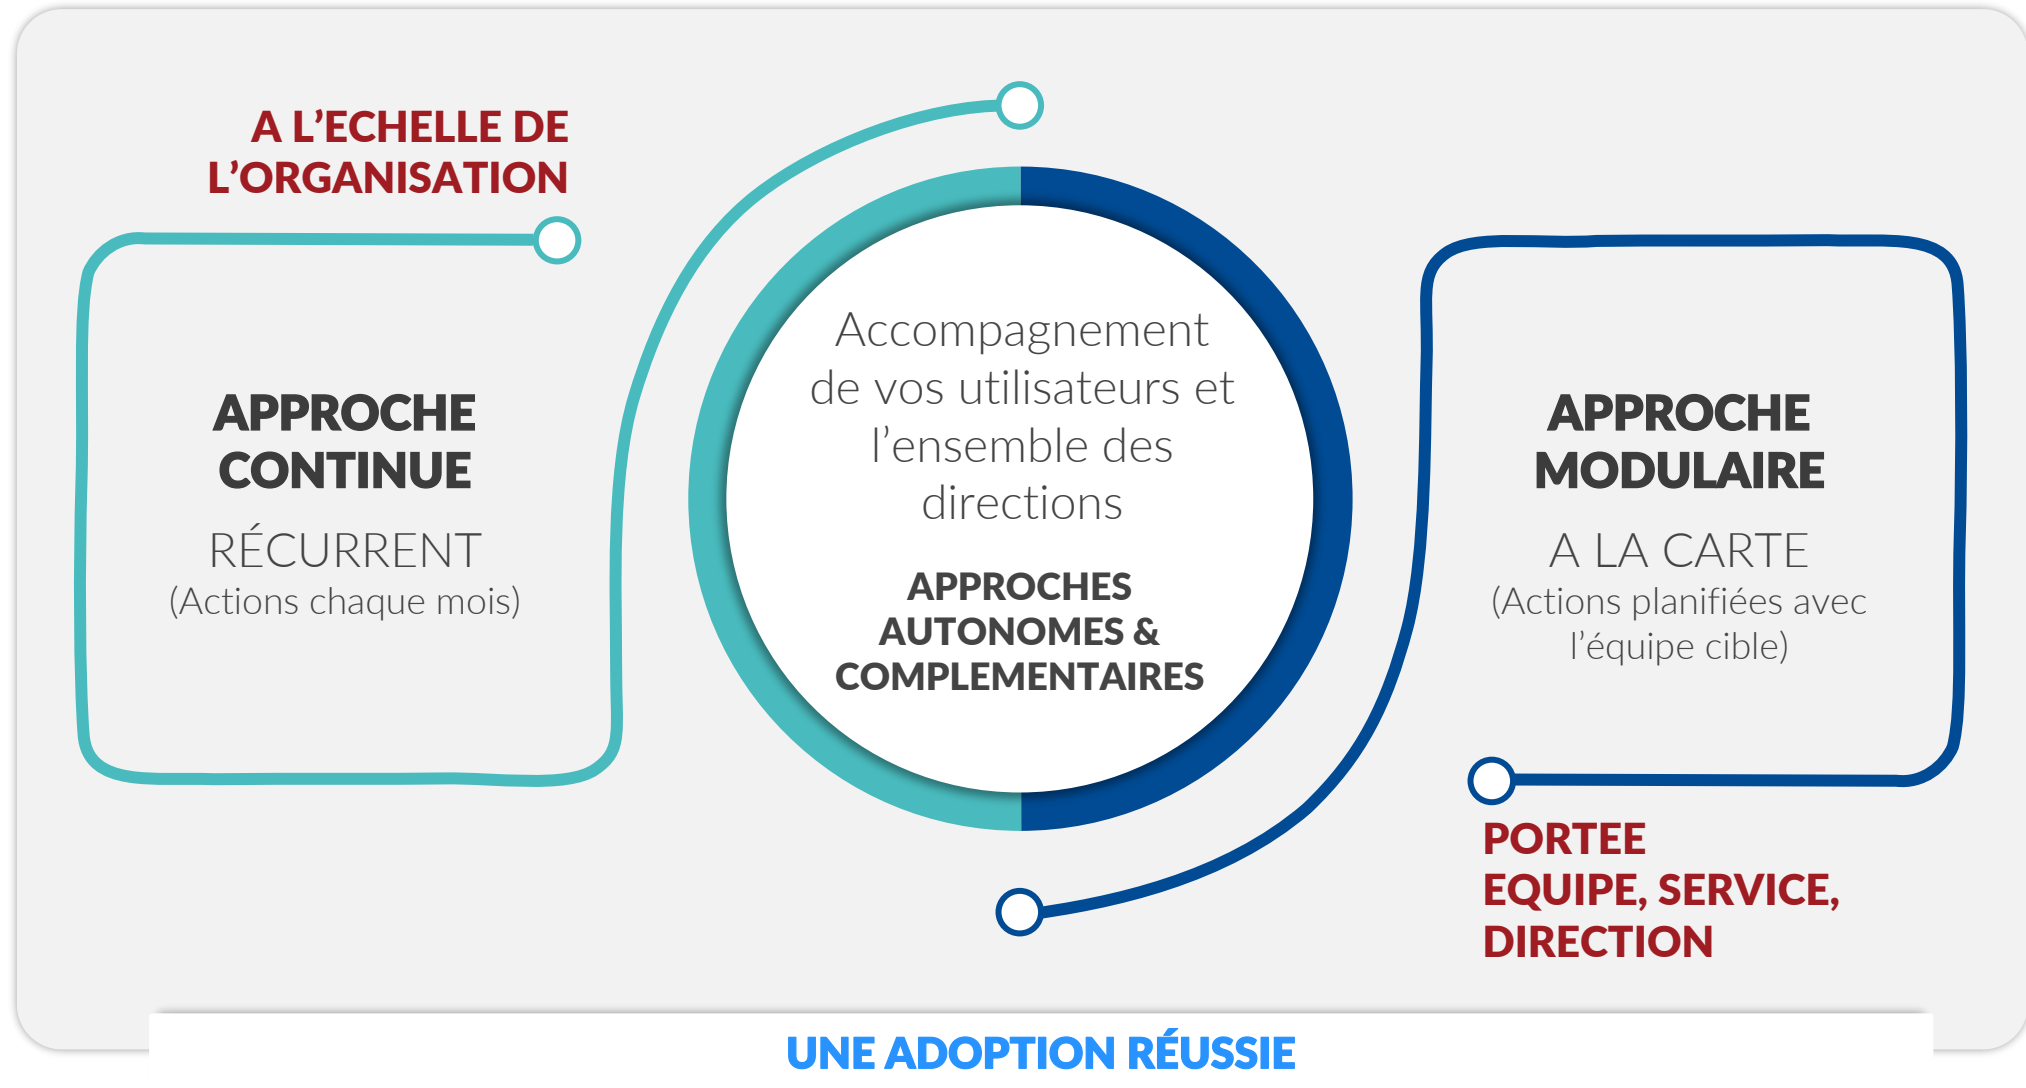 A L’ECHELLE DE
L’ORGANISATION
APPROCHE
CONTINUE
RÉCURRENT
(Actions chaque mois)
Accompagnement
de vos utilisateurs et
l’ensemble des
directions
APPROCHES
AUTONOMES &
COMPLEMENTAIRES
APPROCHE
MODULAIRE
A LA CARTE
(Actions planifiées avec
l’équipe cible)
PORTEE
EQUIPE, SERVICE,
DIRECTION
UNE ADOPTION RÉUSSIE